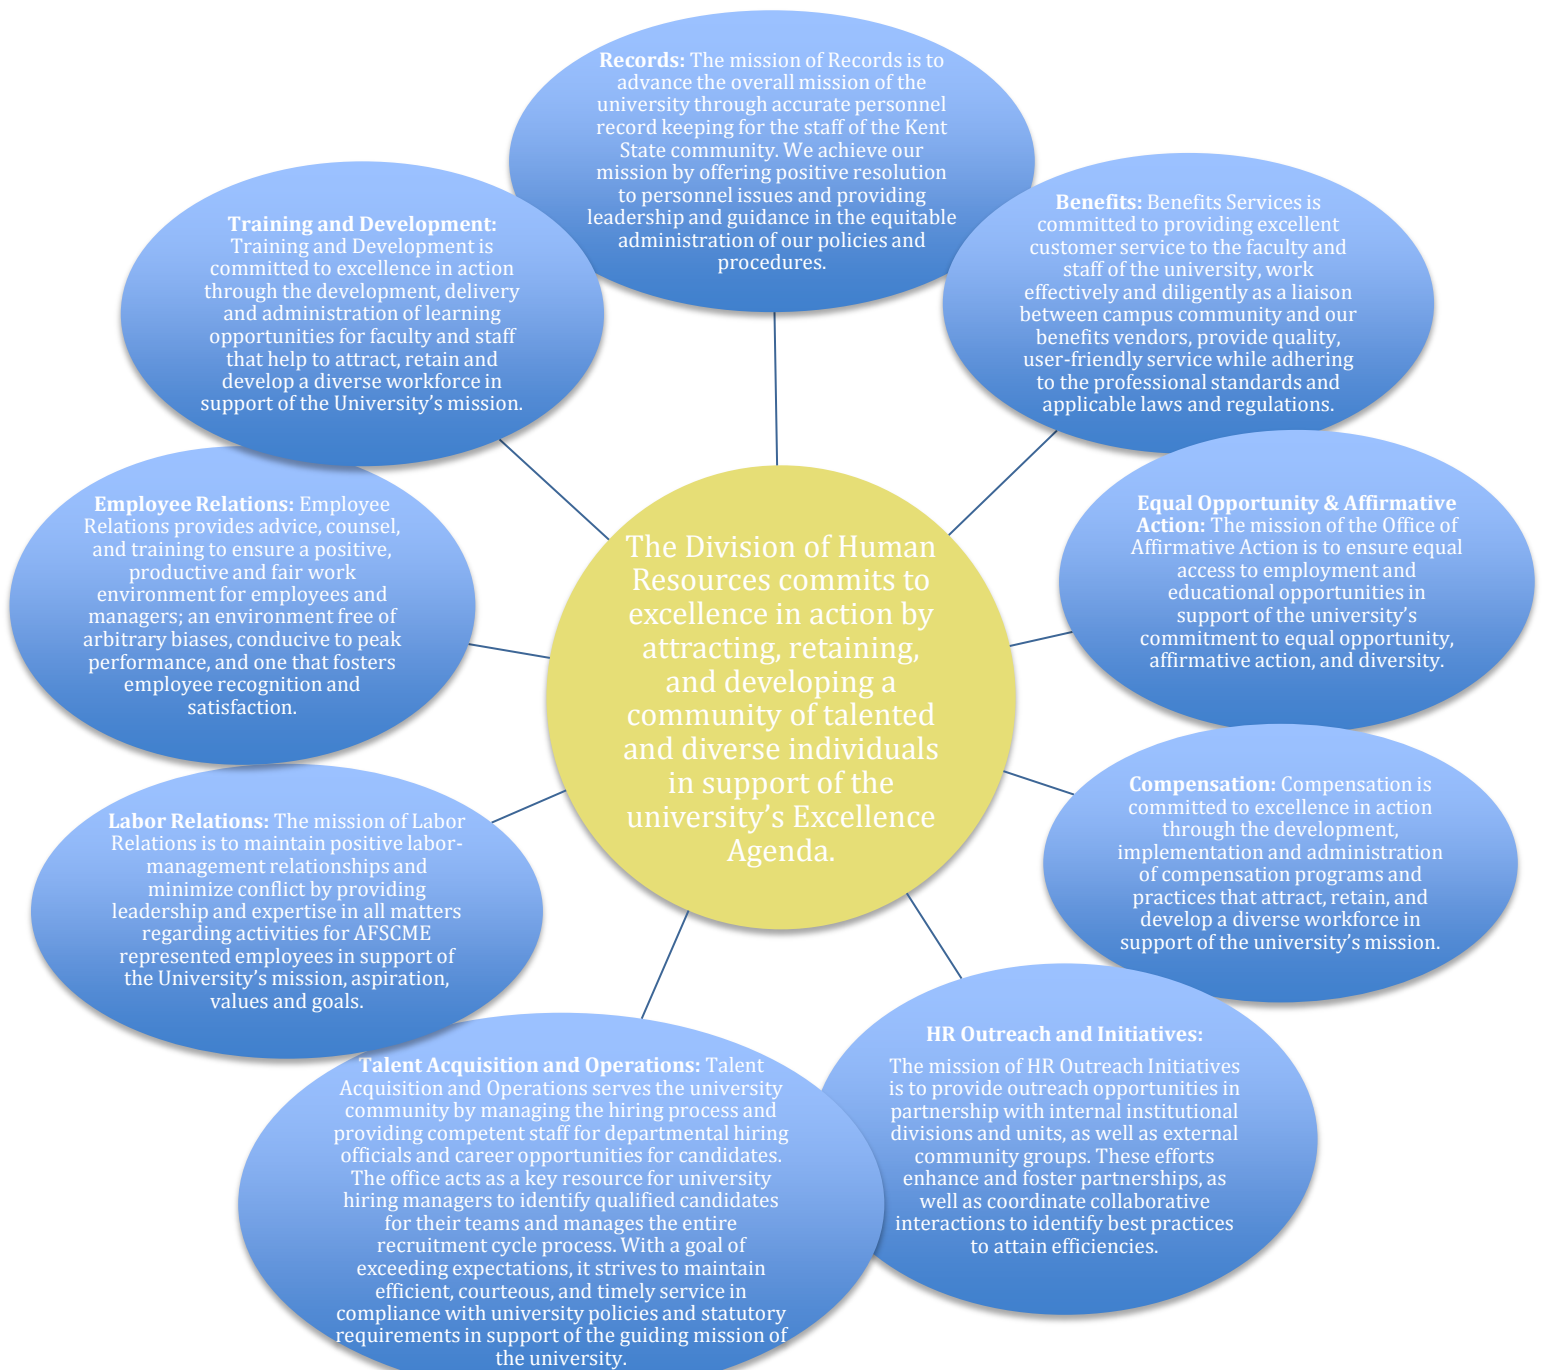 Records: The mission of Records is to
advance the overall mission of the
university through accurate personnel
record keeping for the staff of the Kent
State community. We achieve our
mission by offering positive resolution
to personnel issues and providing
leadership and guidance in the equitable
administration of our policies and
procedures.
Benefits: Benefits Services is
committed to providing excellent
customer service to the faculty and
staff of the university, work
effectively and diligently as a liaison
between campus community and our
benefits vendors, provide quality,
user-friendly service while adhering
to the professional standards and
applicable laws and regulations.
Equal Opportunity & Affirmative
Action: The mission of the Office of
Affirmative Action is to ensure equal
access to employment and
educational opportunities in
support of the university's
commitment to equal opportunity,
affirmative action, and diversity.
Compensation: Compensation is
committed to excellence in action
through the development,
implementation and administration
of compensation programs and
practices that attract, retain, and
develop a diverse workforce in
support of the university's mission.
HR Outreach and Initiatives:
The mission of HR Outreach Initiatives
is to provide outreach opportunities in
partnership with internal institutional
divisions and units, as well as external
community groups. These efforts
enhance and foster partnerships, as
well as coordinate collaborative
interactions to identify best practices
to attain efficiencies.
Talent Acquisition and Operations: Talent
Acquisition and Operations serves the university
community by managing the hiring process and
providing competent staff for departmental hiring
officials and career opportunities for candidates.
The office acts as a key resource for university
hiring managers to identify qualified candidates
for their teams and manages the entire
recruitment cycle process. With a goal of
exceeding expectations, it strives to maintain
efficient, courteous, and timely service in
compliance with university policies and statutory
requirements in support of the guiding mission of
the university.
Labor Relations: The mission of Labor
Relations is to maintain positive labor-
management relationships and
minimize conflict by providing
leadership and expertise in all matters
regarding activities for AFSCME
represented employees in support of
the University's mission, aspiration,
values and goals.
Employee Relations: Employee
Relations provides advice, counsel,
and training to ensure a positive,
productive and fair work
environment for employees and
managers; an environment free of
arbitrary biases, conducive to peak
performance, and one that fosters
employee recognition and
satisfaction.
Training and Development:
Training and Development is
committed to excellence in action
through the development, delivery
and administration of learning
opportunities for faculty and staff
that help to attract, retain and
develop a diverse workforce in
support of the University's mission.
The Division of Human
Resources commits to
excellence in action by
attracting, retaining,
and developing a
community of talented
and diverse individuals
in support of the
university's Excellence
Agenda.